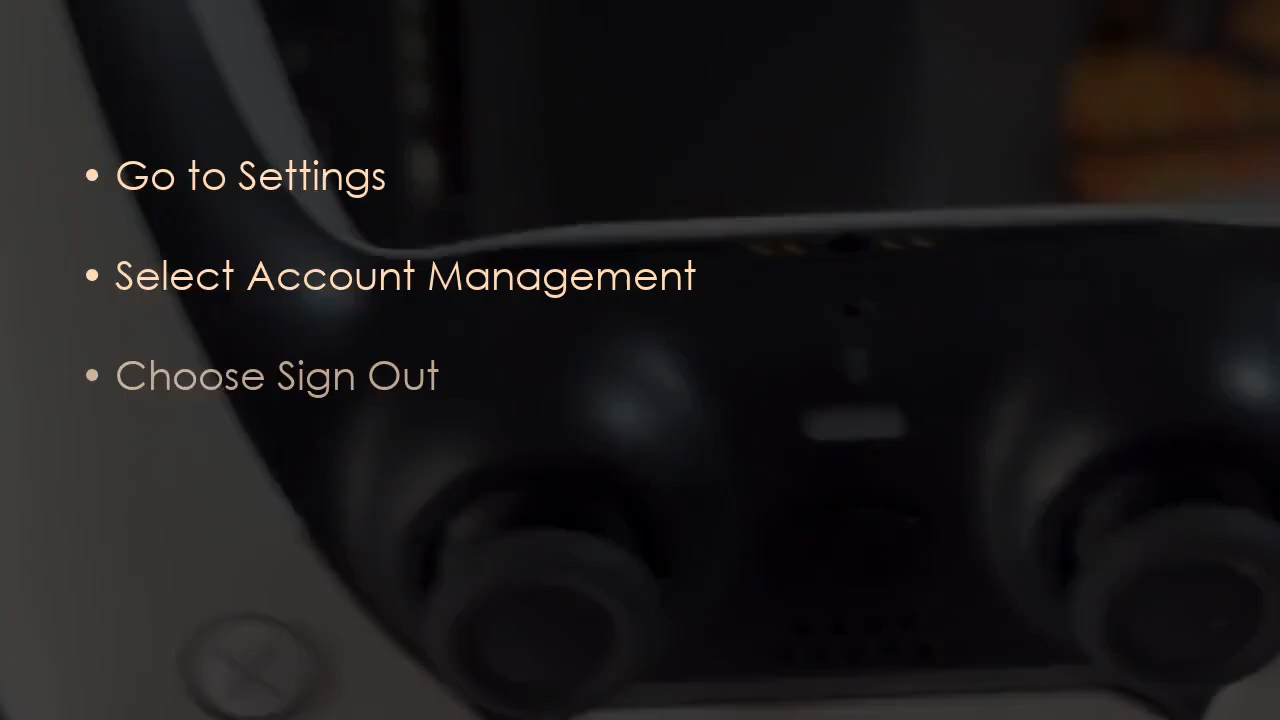 • Go to Settings
• Select Account Management
• Choose Sign Out